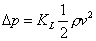 Δp = K_L 1/2 ρv²